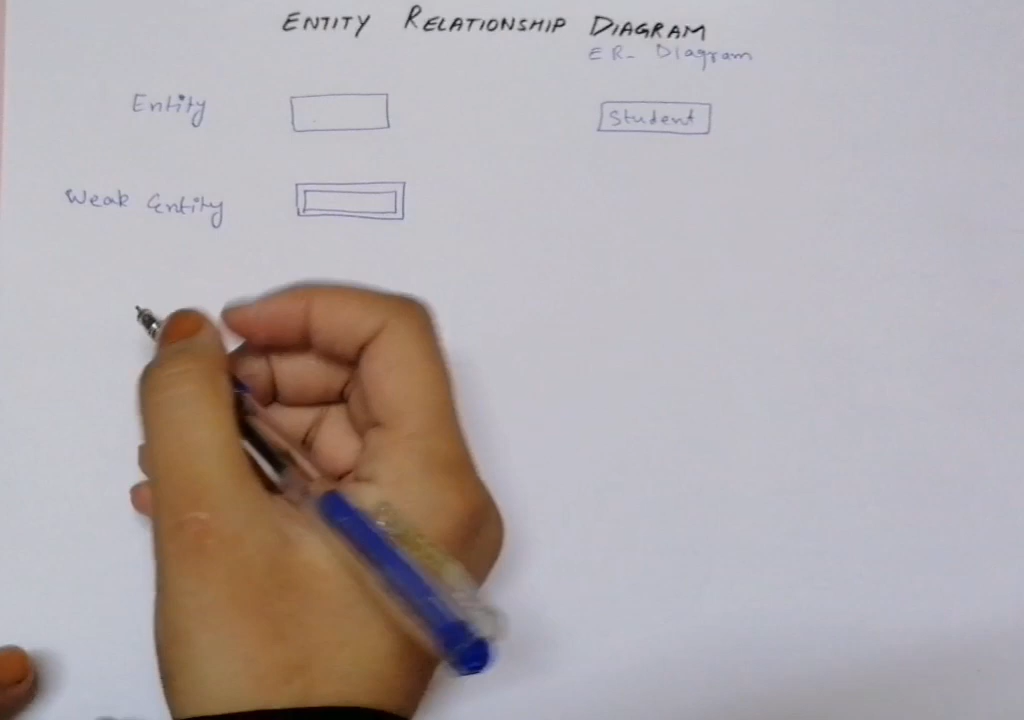 ENTITY RELATIONSHIP DIAGRAM
ER- Diagram
Entity
Student
Weak Entity